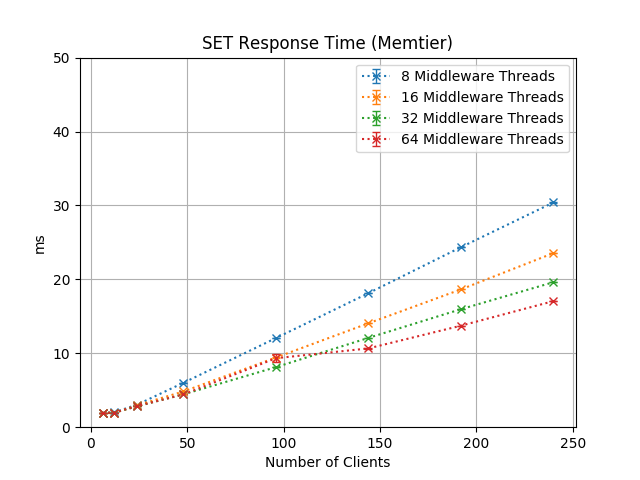 SET Response Time (Memtier)
50
40
30
20
10
0
ms
8 Middleware Threads
16 Middleware Threads
32 Middleware Threads
64 Middleware Threads
0
50
100
150
200
250
Number of Clients